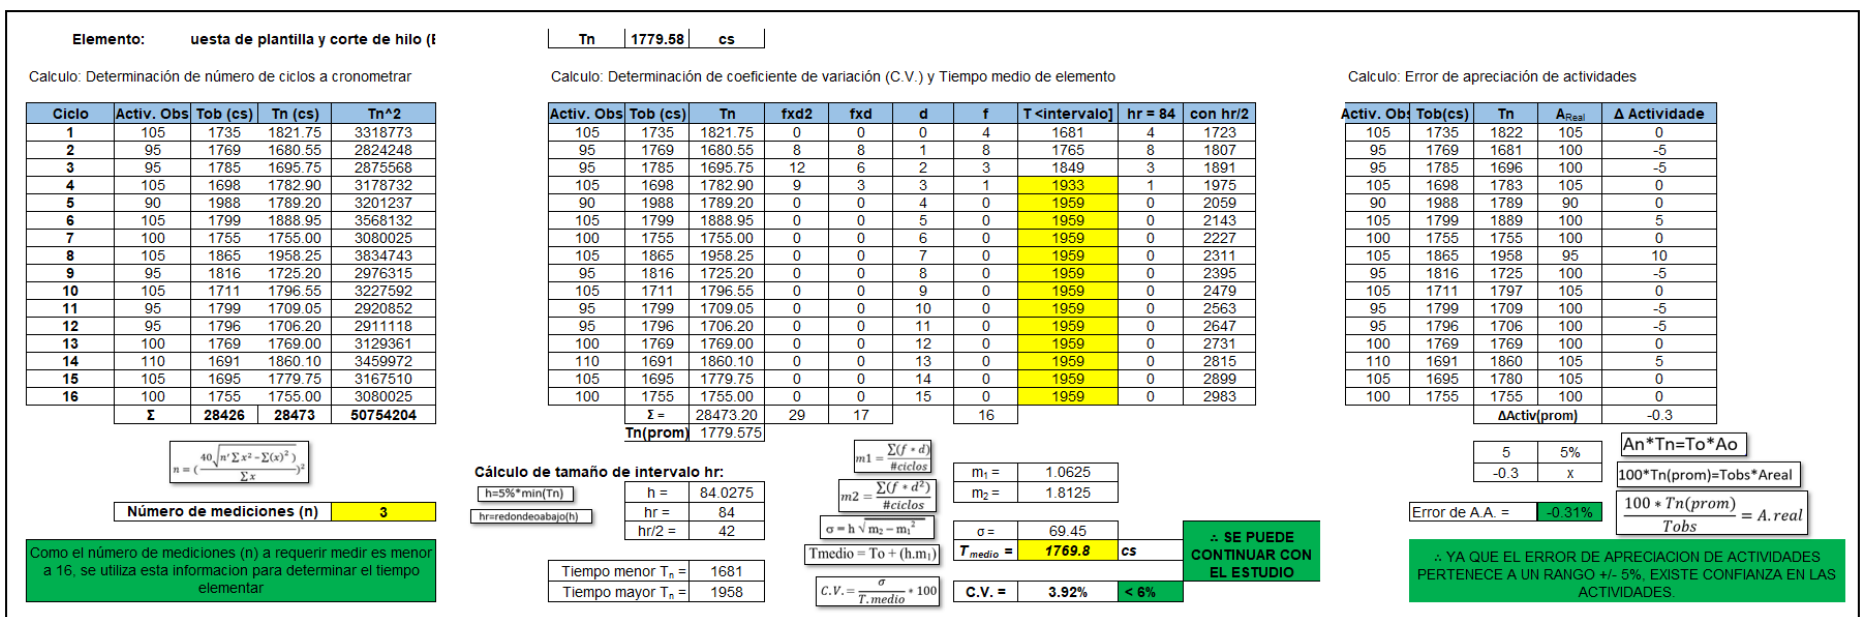 Elemento: uesta de plantilla y corte de hilo (E
Tn 1779.58 cs
Calculo: Determinación de número de ciclos a cronometrar
Ciclo Activ. Obs Tob (cs) Tn (cs) Tn^2
1 105 1735 1821.75 3318773
2 95 1769 1680.55 2824248
3 95 1785 1695.75 2875568
4 105 1698 1782.90 3178732
5 90 1988 1789.20 3201237
6 105 1799 1888.95 3568132
7 100 1755 1755.00 3080025
8 105 1865 1958.25 3834743
9 95 1816 1725.20 2976315
10 105 1711 1796.55 3227592
11 95 1799 1709.05 2920852
12 95 1796 1706.20 2911118
13 100 1769 1769.00 3129361
14 110 1691 1860.10 3459972
15 105 1695 1779.75 3167510
16 100 1755 1755.00 3080025
Σ 28426 28473 50754204
n = ( 40√n' Σ x² − Σ(x)² ) / Σ x )²
Número de mediciones (n) 3
Como el número de mediciones (n) a requerir medir es menor
a 16, se utiliza esta informacion para determinar el tiempo
elementar
Calculo: Determinación de coeficiente de variación (C.V.) y Tiempo medio de elemento
Activ. Obs Tob (cs) Tn fxd2 fxd d f T <intervalo] hr = 84 con hr/2
105 1735 1821.75 0 0 0 4 1681 4 1723
95 1769 1680.55 8 8 1 8 1765 8 1807
95 1785 1695.75 12 6 2 3 1849 3 1891
105 1698 1782.90 9 3 3 1 1933 1 1975
90 1988 1789.20 0 0 4 0 1959 0 2059
105 1799 1888.95 0 0 5 0 1959 0 2143
100 1755 1755.00 0 0 6 0 1959 0 2227
105 1865 1958.25 0 0 7 0 1959 0 2311
95 1816 1725.20 0 0 8 0 1959 0 2395
105 1711 1796.55 0 0 9 0 1959 0 2479
95 1799 1709.05 0 0 10 0 1959 0 2563
95 1796 1706.20 0 0 11 0 1959 0 2647
100 1769 1769.00 0 0 12 0 1959 0 2731
110 1691 1860.10 0 0 13 0 1959 0 2815
105 1695 1779.75 0 0 14 0 1959 0 2899
100 1755 1755.00 0 0 15 0 1959 0 2983
Σ = 28473.20 29 17 16
Tn(prom) 1779.575
Cálculo de tamaño de intervalo hr:
h=5%*min(Tn) h = 84.0275
hr=redondeoabajo(h) hr = 84
hr/2 = 42
Tiempo menor Tn = 1681
Tiempo mayor Tn = 1958
m1 = Σ(f * d) / #ciclos
m2 = Σ(f * d²) / #ciclos
σ = h √m₂ − m₁²
Tmedio = To + (h.m₁)
C.V. = σ / T.medio * 100
m₁ = 1.0625
m₂ = 1.8125
σ = 69.45
Tmedio = 1769.8 cs
C.V. = 3.92% < 6%
∴ SE PUEDE
CONTINUAR CON
EL ESTUDIO
Calculo: Error de apreciación de actividades
Activ. Obs Tob(cs) Tn AReal Δ Actividade
105 1735 1822 105 0
95 1769 1681 100 -5
95 1785 1696 100 -5
105 1698 1783 105 0
90 1988 1789 90 0
105 1799 1889 100 5
100 1755 1755 100 0
105 1865 1958 95 10
95 1816 1725 100 -5
105 1711 1797 105 0
95 1799 1709 100 -5
95 1796 1706 100 -5
100 1769 1769 100 0
110 1691 1860 105 5
105 1695 1780 105 0
100 1755 1755 100 0
ΔActiv(prom) -0.3
5 5%
-0.3 x
An*Tn=To*Ao
100*Tn(prom)=Tobs*Areal
100 * Tn(prom) / Tobs = A.real
Error de A.A. = -0.31%
∴ YA QUE EL ERROR DE APRECIACION DE ACTIVIDADES
PERTENECE A UN RANGO +/- 5%, EXISTE CONFIANZA EN LAS
ACTIVIDADES.